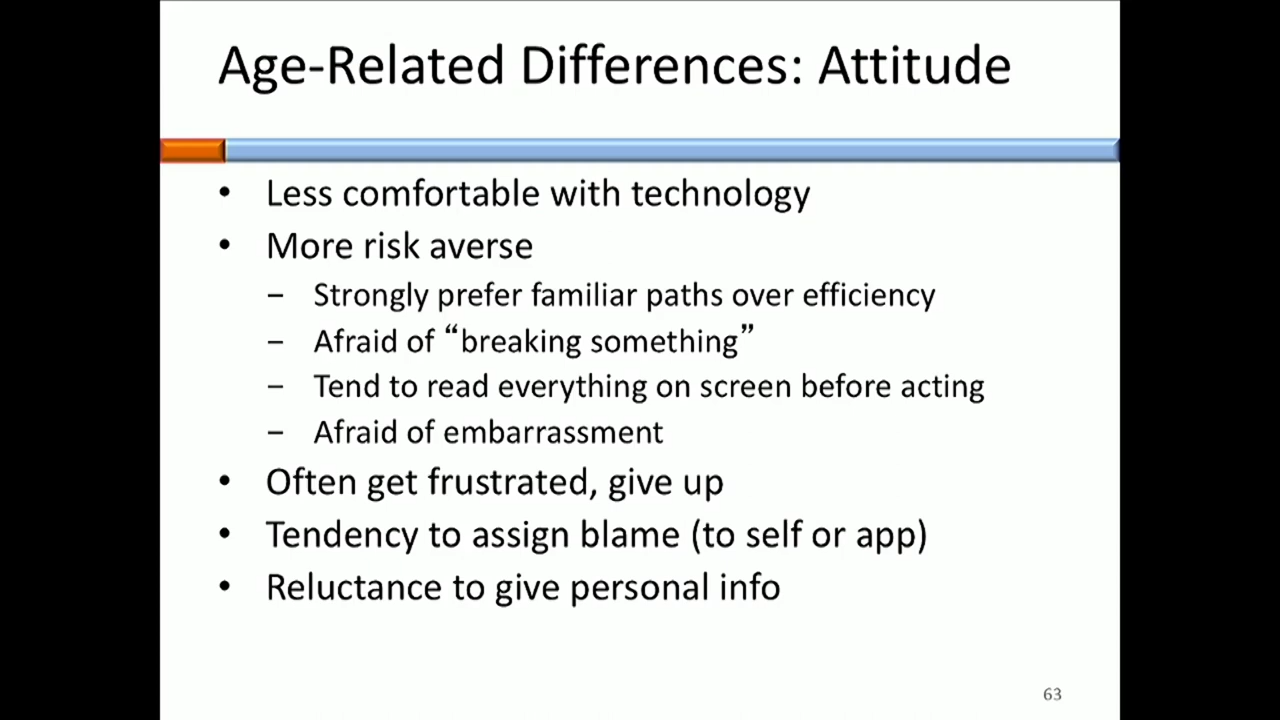 Age-Related Differences: Attitude
• Less comfortable with technology
• More risk averse
– Strongly prefer familiar paths over efficiency
– Afraid of “breaking something”
– Tend to read everything on screen before acting
– Afraid of embarrassment
• Often get frustrated, give up
• Tendency to assign blame (to self or app)
• Reluctance to give personal info
63